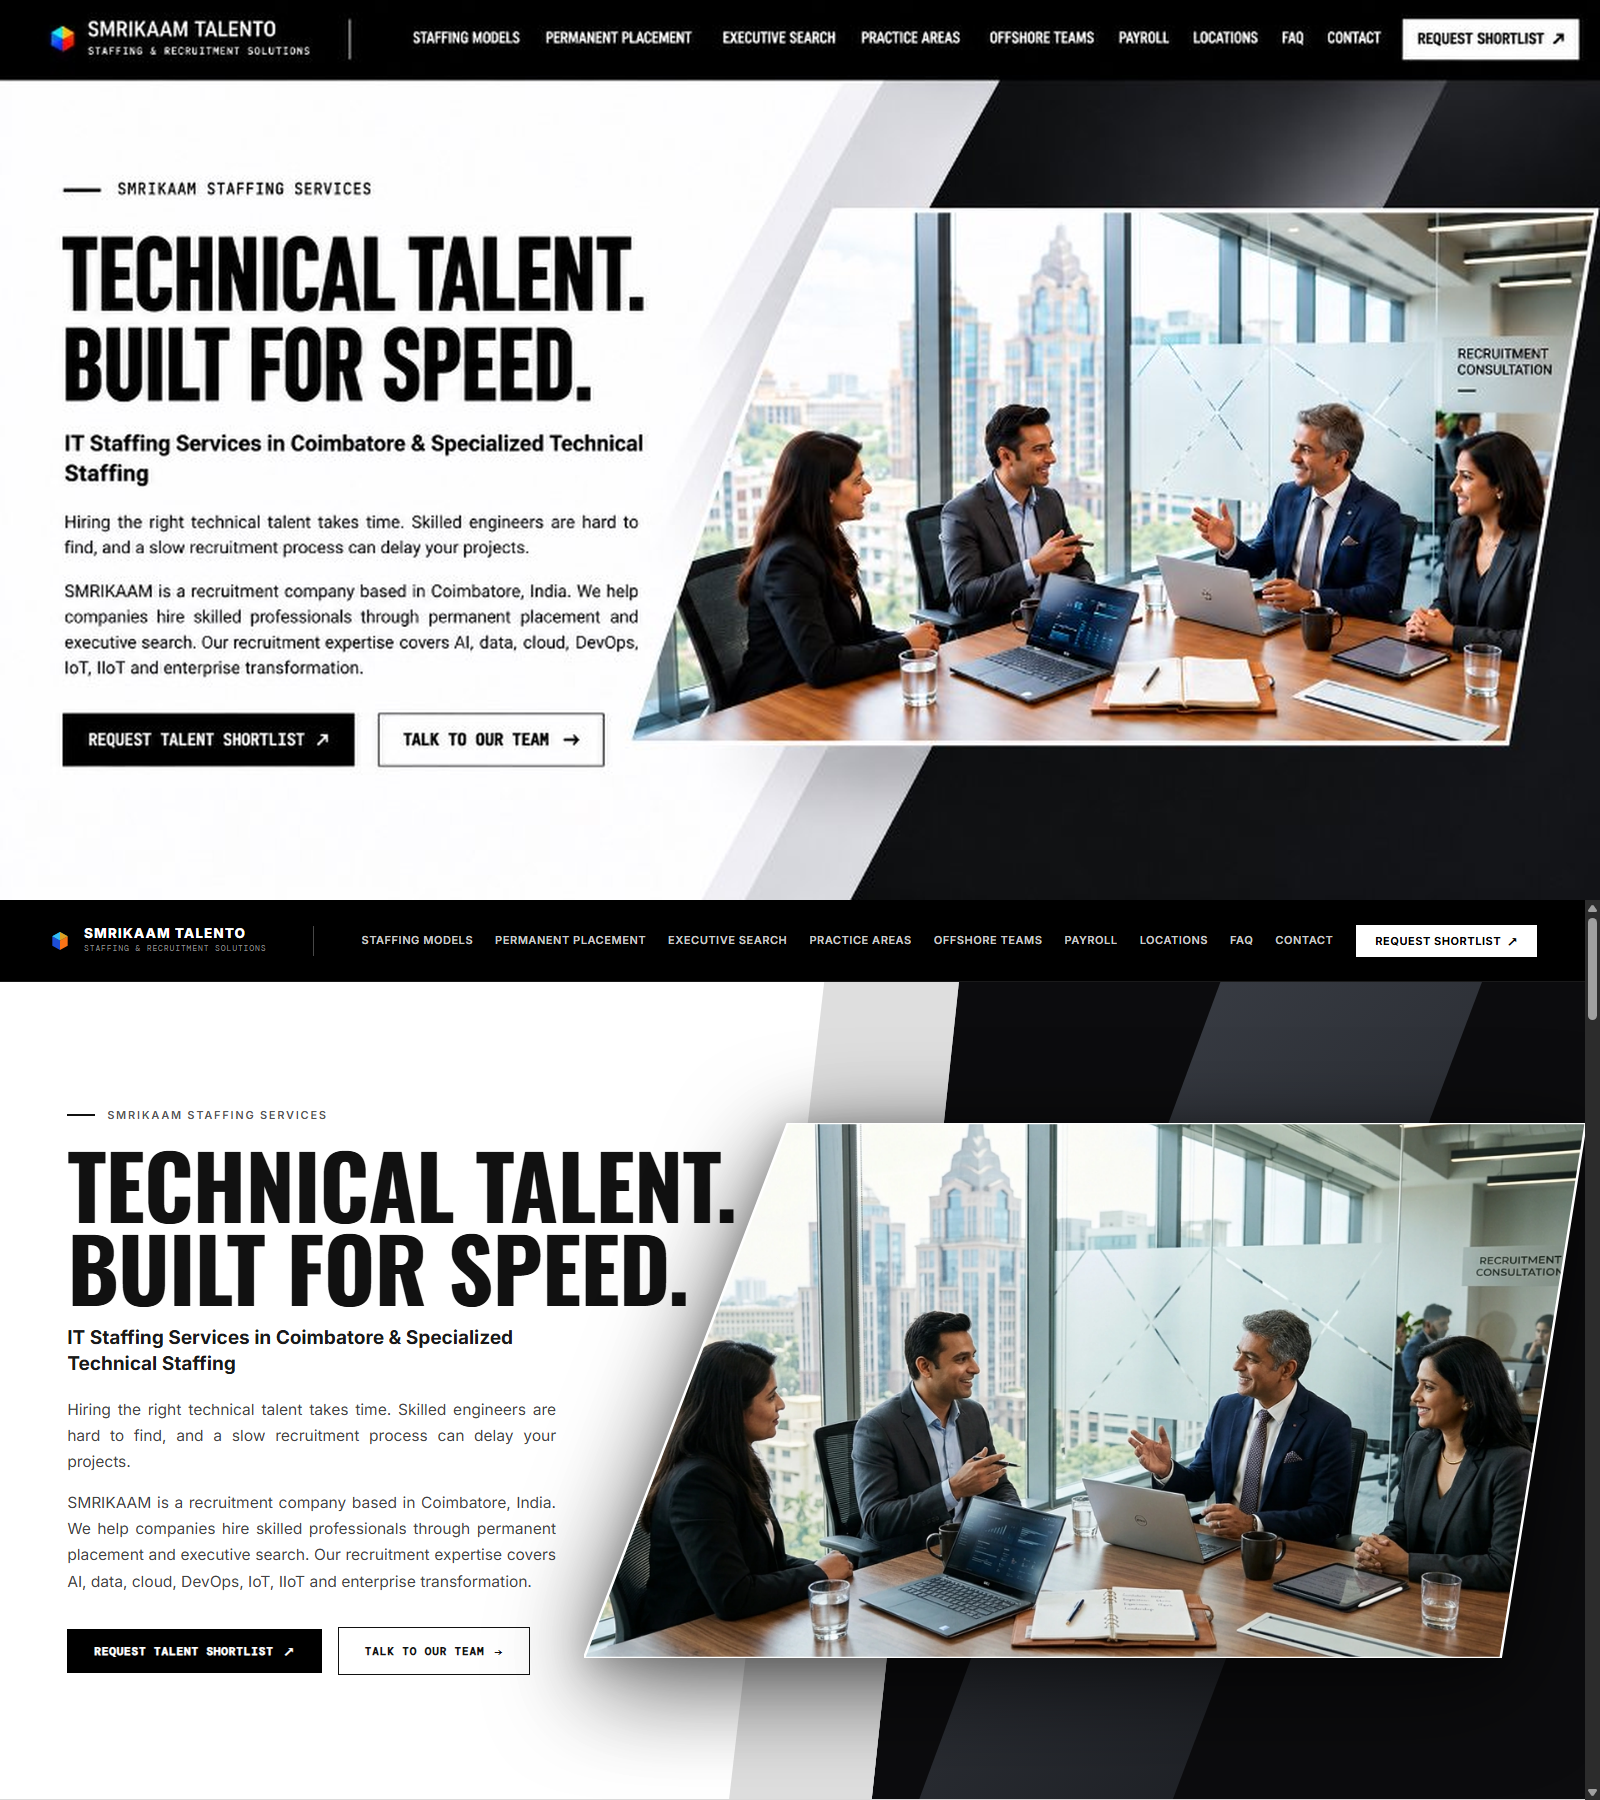 SMRIKAAM TALENTO
STAFFING & RECRUITMENT SOLUTIONS
STAFFING MODELS PERMANENT PLACEMENT EXECUTIVE SEARCH PRACTICE AREAS OFFSHORE TEAMS PAYROLL LOCATIONS FAQ CONTACT REQUEST SHORTLIST ↗
SMRIKAAM STAFFING SERVICES
TECHNICAL TALENT.
BUILT FOR SPEED.
IT Staffing Services in Coimbatore & Specialized Technical
Staffing
Hiring the right technical talent takes time. Skilled engineers are hard to
find, and a slow recruitment process can delay your projects.
SMRIKAAM is a recruitment company based in Coimbatore, India. We help
companies hire skilled professionals through permanent placement and
executive search. Our recruitment expertise covers AI, data, cloud, DevOps,
IoT, IIoT and enterprise transformation.
REQUEST TALENT SHORTLIST ↗ TALK TO OUR TEAM →
RECRUITMENT
CONSULTATION
SMRIKAAM TALENTO
STAFFING & RECRUITMENT SOLUTIONS
STAFFING MODELS PERMANENT PLACEMENT EXECUTIVE SEARCH PRACTICE AREAS OFFSHORE TEAMS PAYROLL LOCATIONS FAQ CONTACT REQUEST SHORTLIST ↗
SMRIKAAM STAFFING SERVICES
TECHNICAL TALENT.
BUILT FOR SPEED.
IT Staffing Services in Coimbatore & Specialized
Technical Staffing
Hiring the right technical talent takes time. Skilled engineers are
hard to find, and a slow recruitment process can delay your
projects.
SMRIKAAM is a recruitment company based in Coimbatore, India.
We help companies hire skilled professionals through permanent
placement and executive search. Our recruitment expertise covers
AI, data, cloud, DevOps, IoT, IIoT and enterprise transformation.
REQUEST TALENT SHORTLIST ↗ TALK TO OUR TEAM →
RECRUITMENT
CONSULTATION